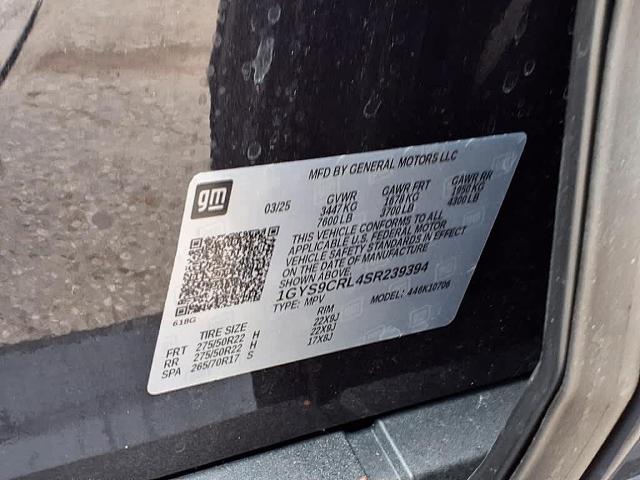 MFD BY GENERAL MOTORS LLC
gm
03/25
GVWR GAWR FRT GAWR RR
3447 KG 1678 KG 1950 KG
7600 LB 3700 LB 4300 LB
THIS VEHICLE CONFORMS TO ALL
APPLICABLE U.S. FEDERAL MOTOR
VEHICLE SAFETY STANDARDS IN EFFECT
ON THE DATE OF MANUFACTURE
SHOWN ABOVE.
1GYS9CRL4SR239394
TYPE: MPV MODEL: 446K10706
618G
TIRE SIZE RIM
FRT 275/50R22 H 22X9J
RR 275/50R22 H 22X9J
SPA 265/70R17 S 17X8J